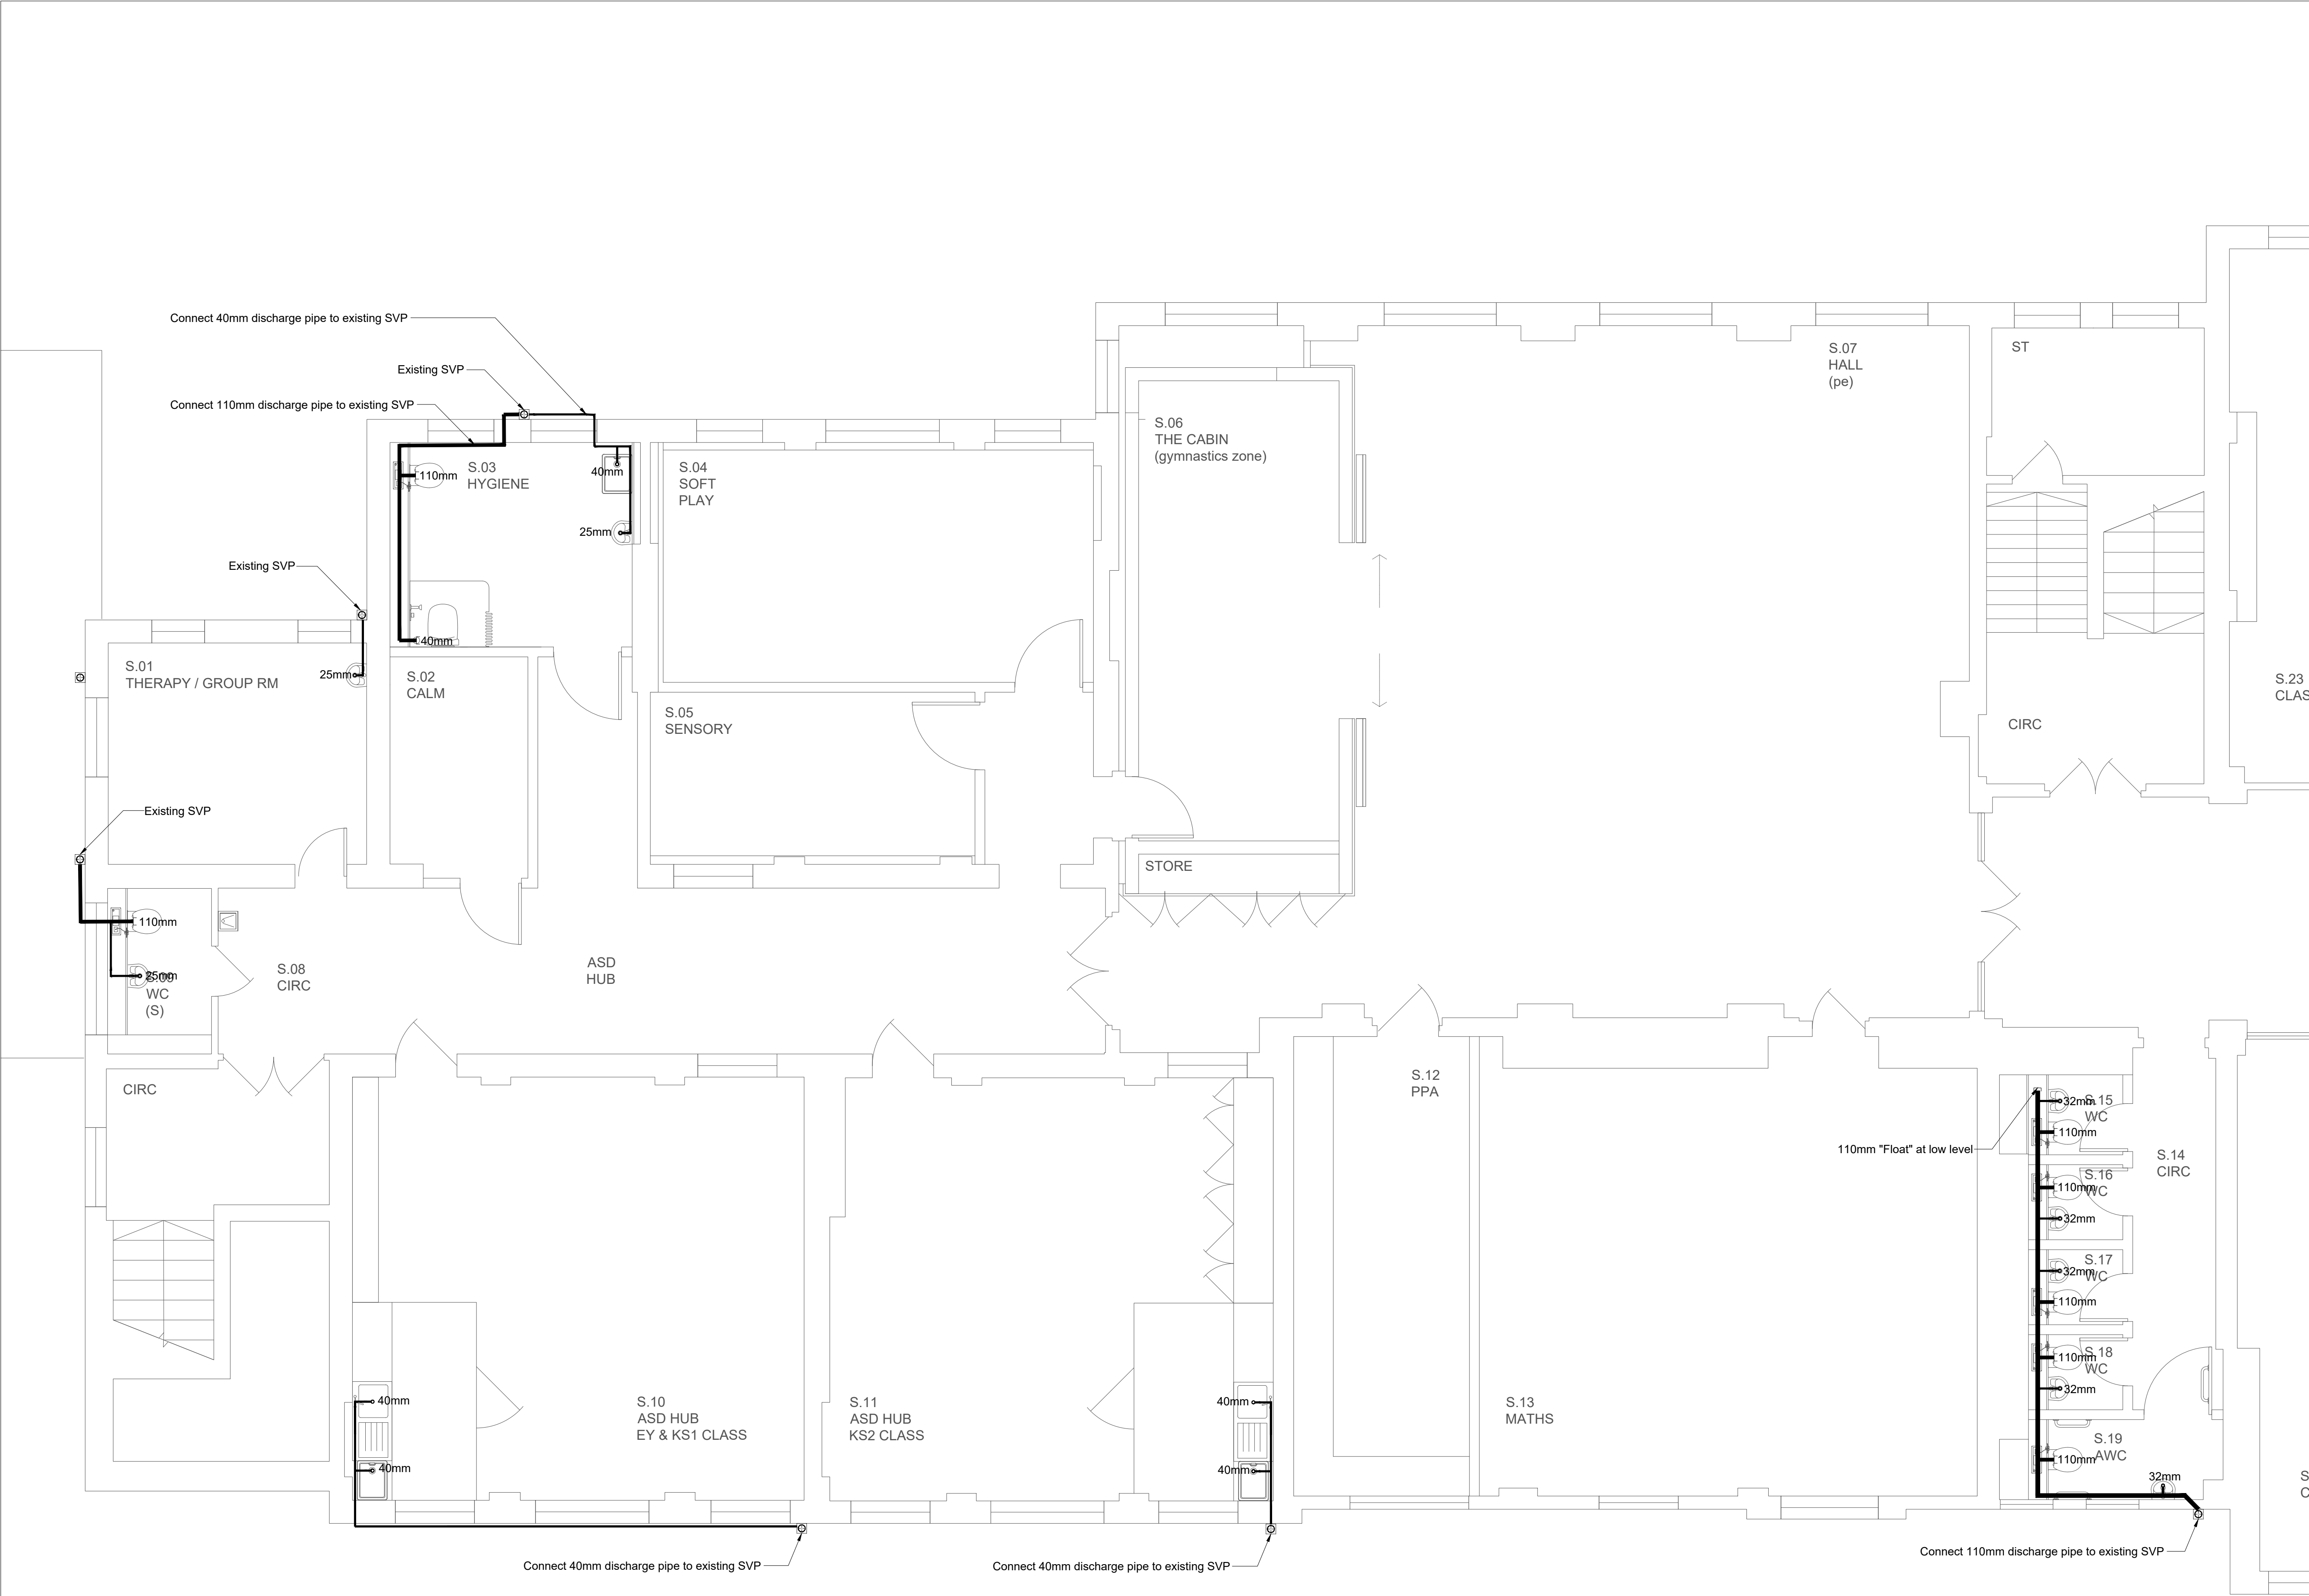 Connect 40mm discharge pipe to existing SVP
Existing SVP
Connect 110mm discharge pipe to existing SVP
110mm
S.03
HYGIENE
40mm
25mm
40mm
S.04
SOFT
PLAY
S.06
THE CABIN
(gymnastics zone)
S.07
HALL
(pe)
ST
Existing SVP
S.01
THERAPY / GROUP RM
25mm
S.02
CALM
S.05
SENSORY
CIRC
S.23
Existing SVP
STORE
110mm
25mm
S.09
WC
(S)
S.08
CIRC
ASD
HUB
CIRC
S.12
PPA
32mm
S.15
WC
110mm
110mm "Float" at low level
S.14
CIRC
S.16
WC
110mm
32mm
S.17
WC
32mm
110mm
S.18
WC
110mm
32mm
40mm
40mm
S.10
ASD HUB
EY & KS1 CLASS
S.11
ASD HUB
KS2 CLASS
40mm
40mm
S.13
MATHS
S.19
AWC
110mm
32mm
Connect 40mm discharge pipe to existing SVP
Connect 40mm discharge pipe to existing SVP
Connect 110mm discharge pipe to existing SVP